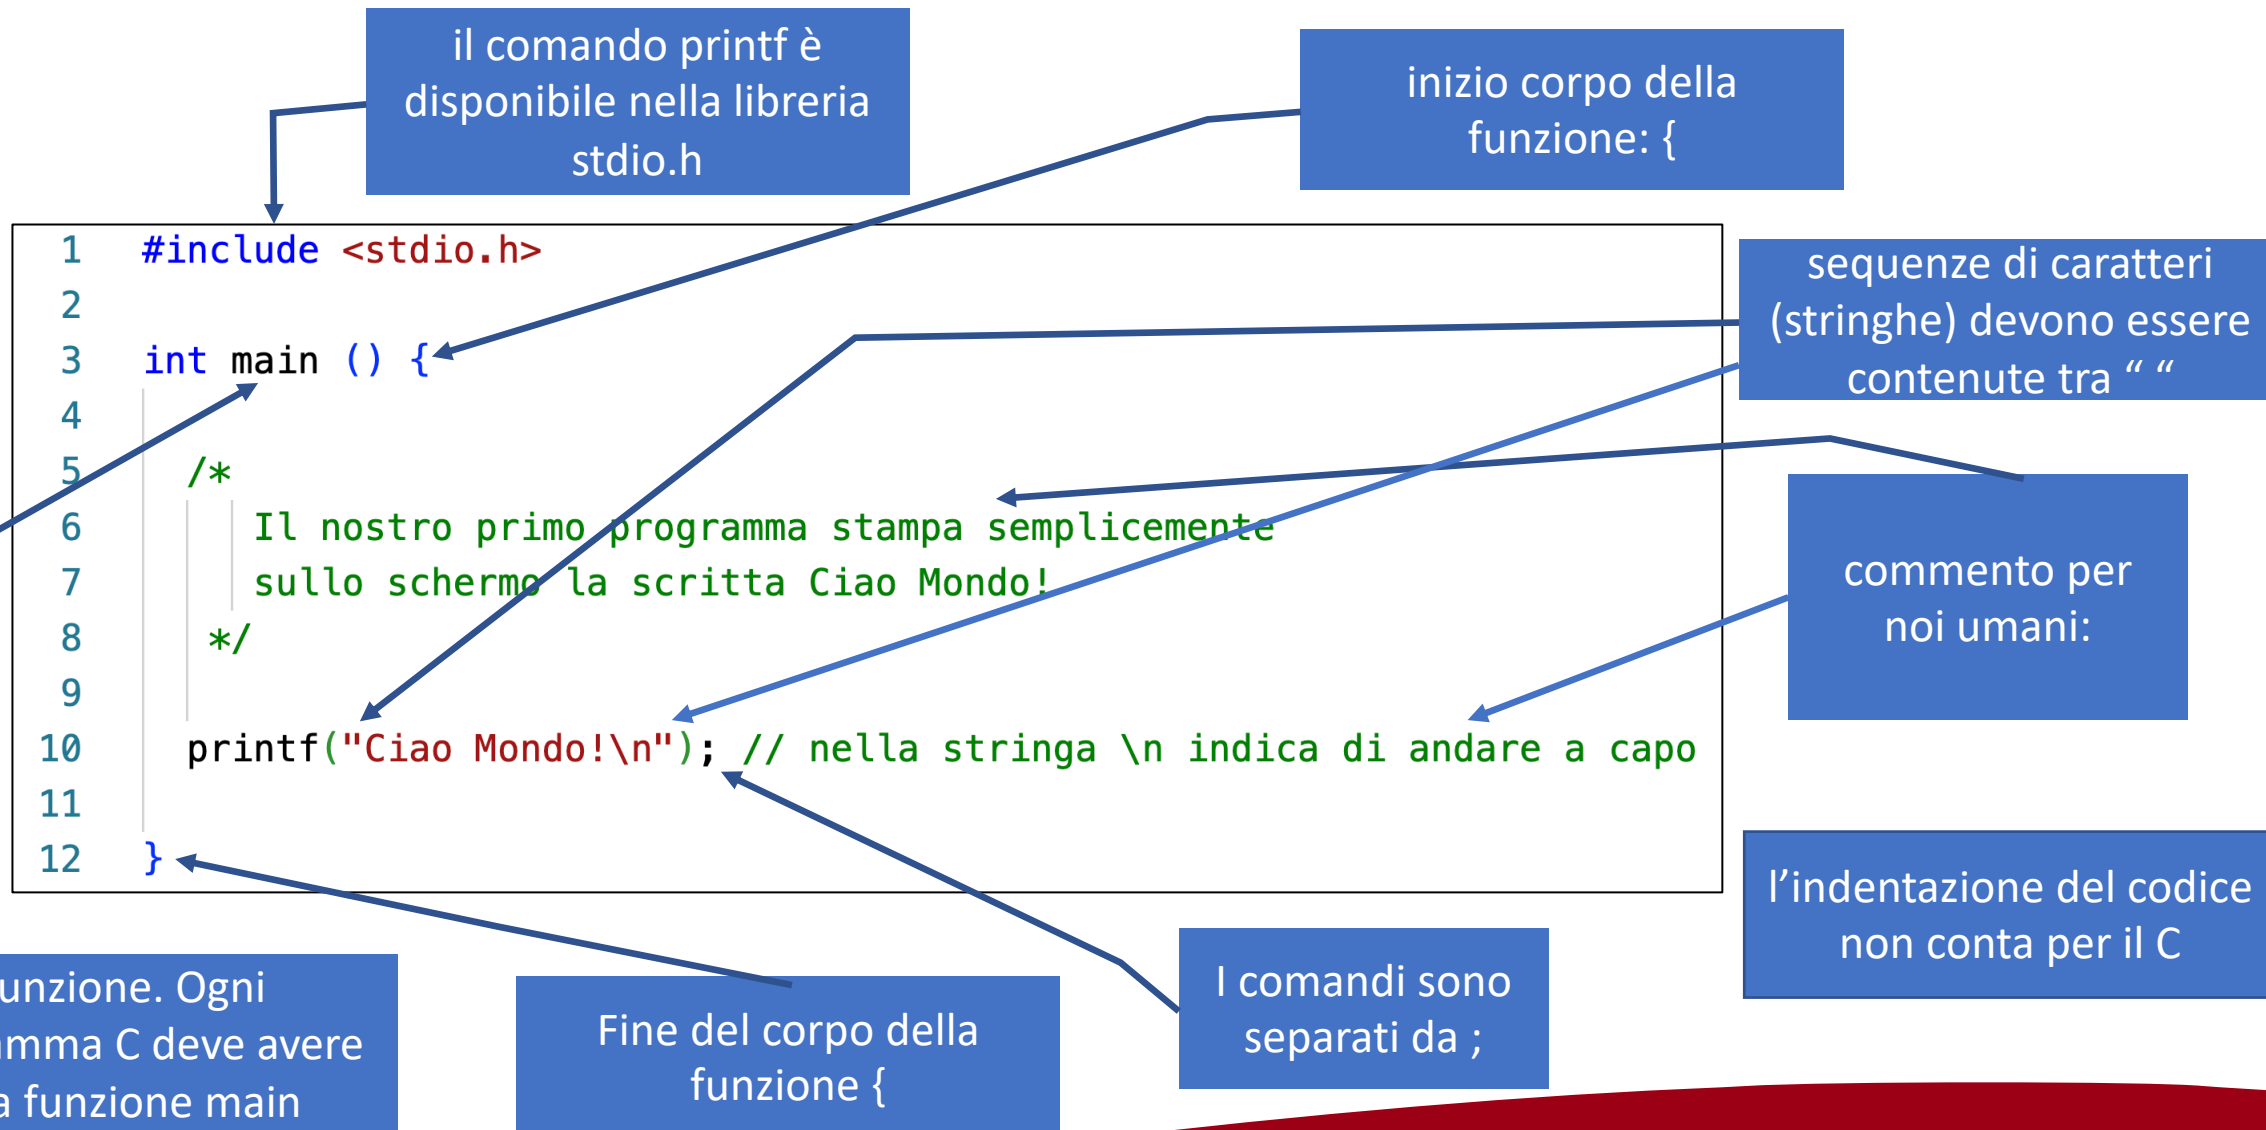 il comando printf è
disponibile nella libreria
stdio.h
inizio corpo della
funzione: {
1 #include <stdio.h>
2
3 int main () {
4
5 /*
6 Il nostro primo programma stampa semplicemente
7 sullo schermo la scritta Ciao Mondo!
8 */
9
10 printf("Ciao Mondo!\n"); // nella stringa \n indica di andare a capo
11
12 }
sequenze di caratteri
(stringhe) devono essere
contenute tra “ “
commento per
noi umani:
l’indentazione del codice
non conta per il C
unzione. Ogni
amma C deve avere
a funzione main
Fine del corpo della
funzione {
I comandi sono
separati da ;